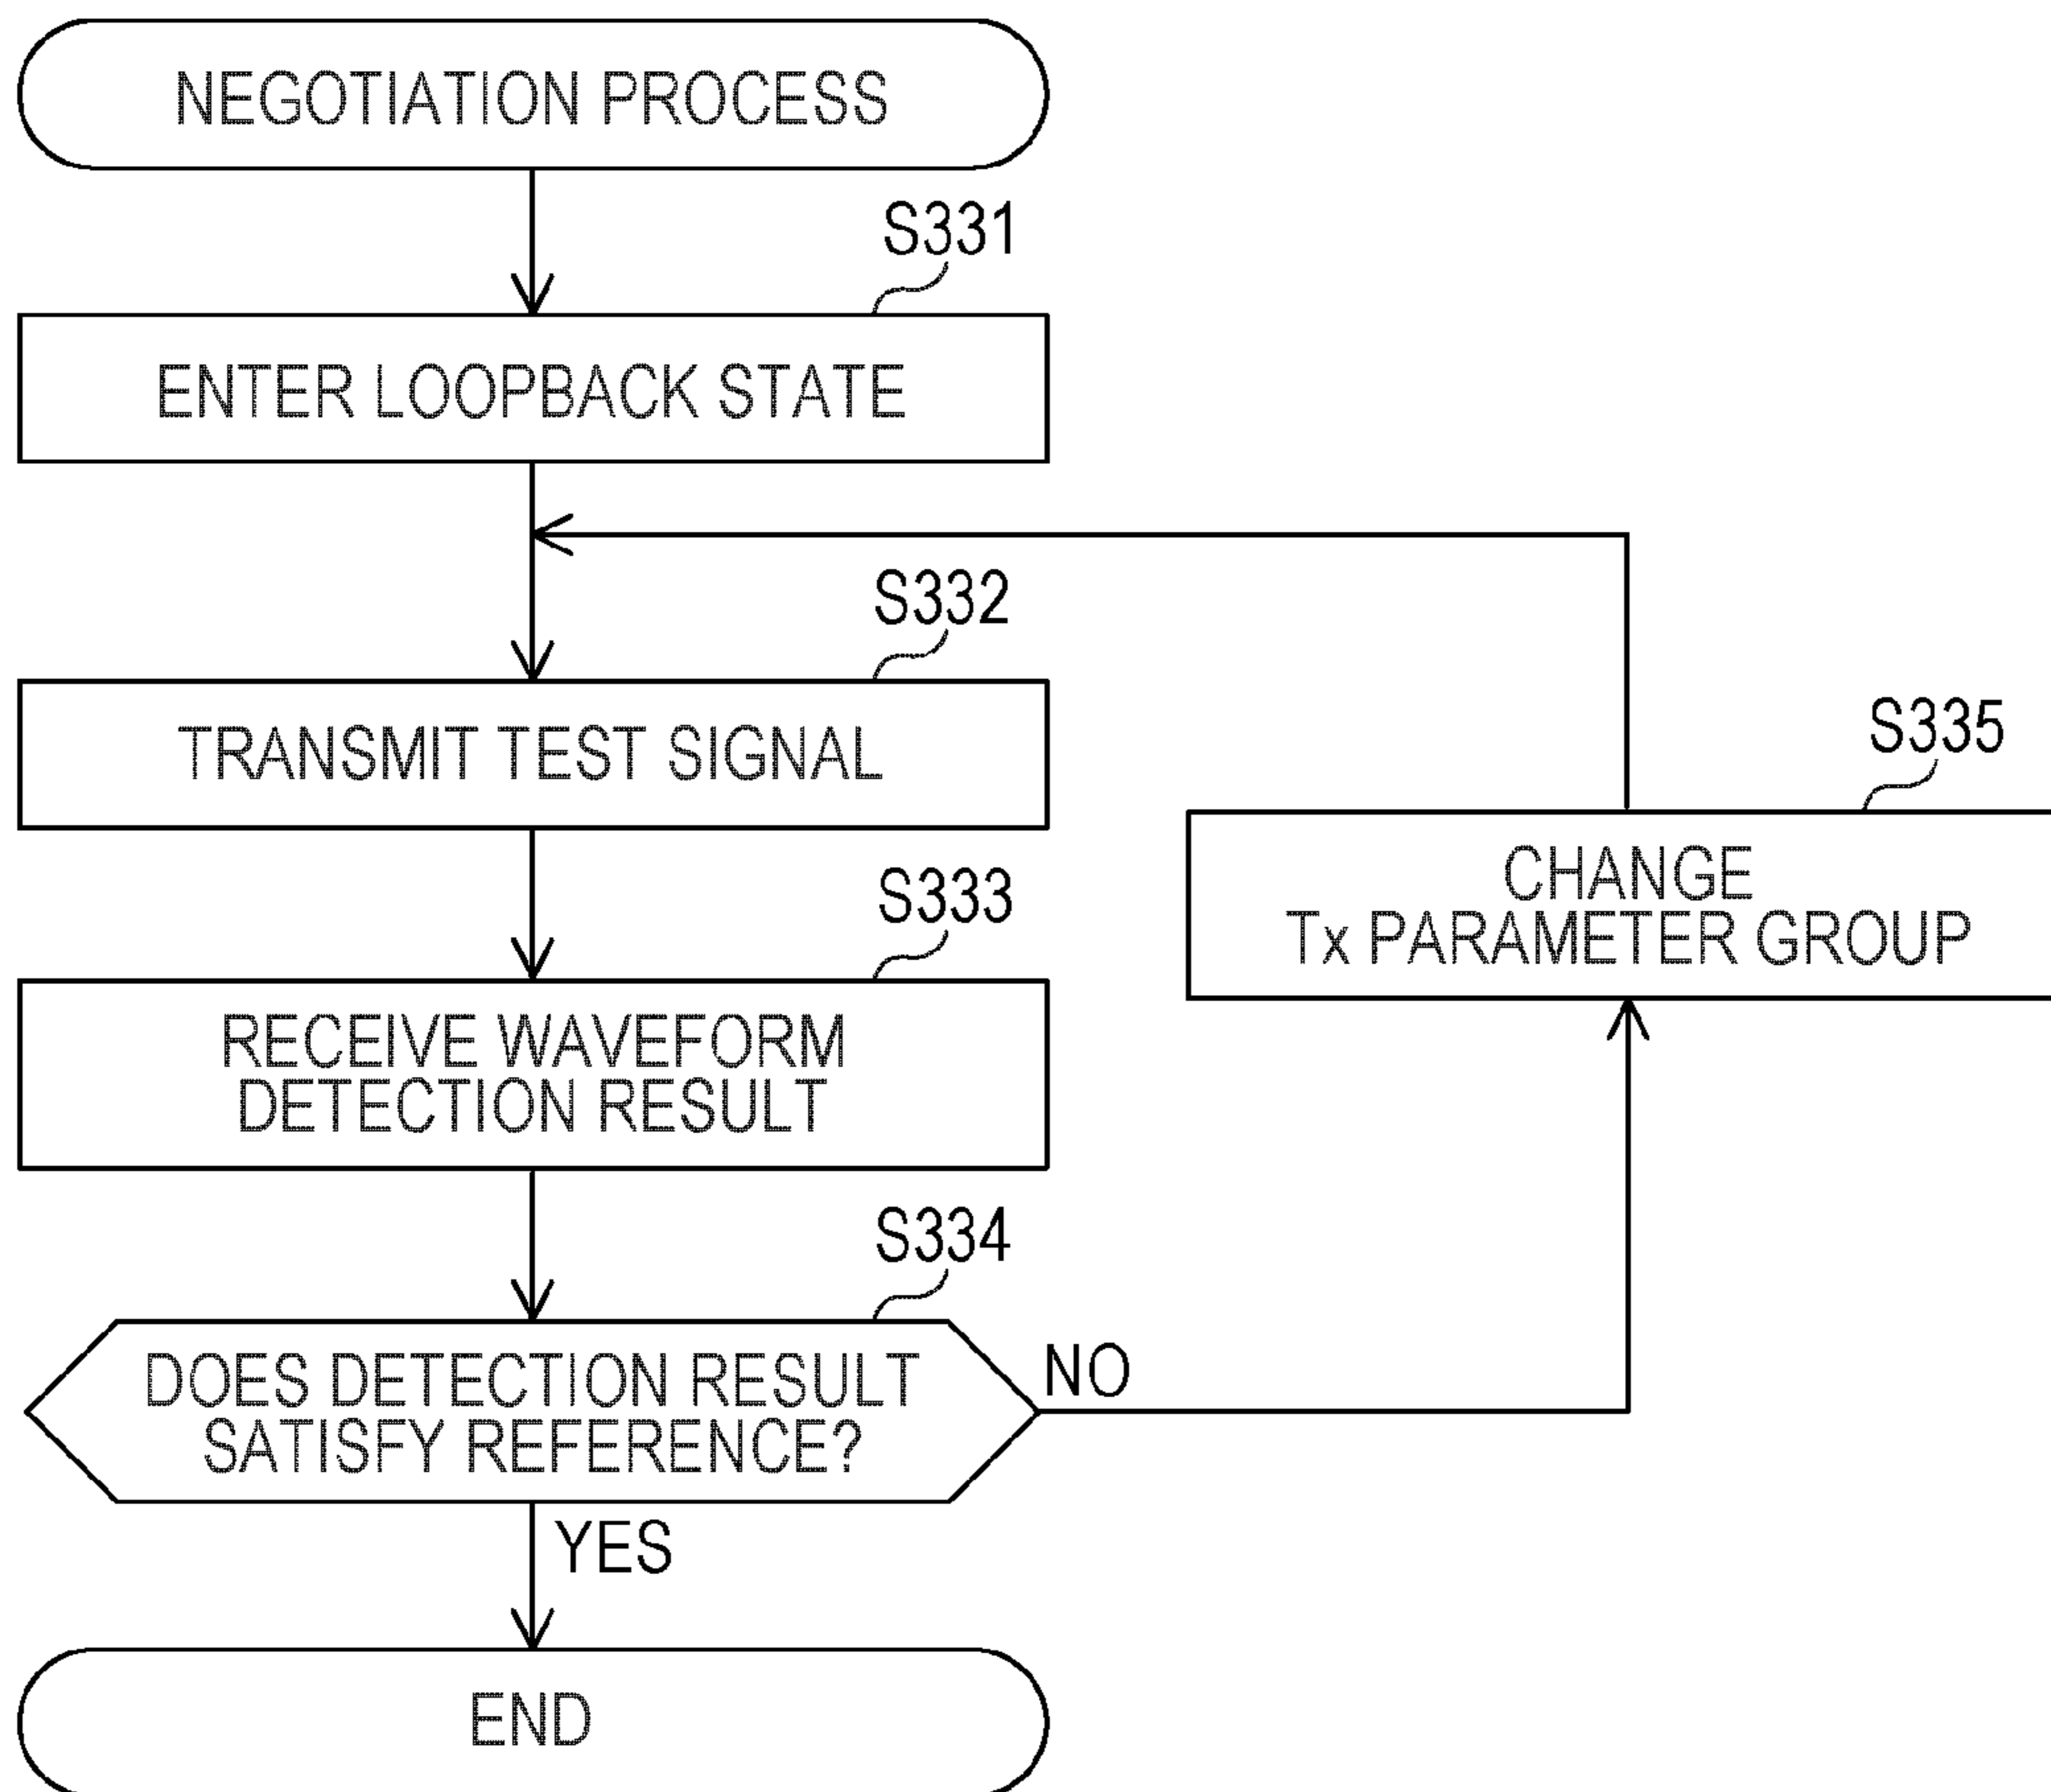 NEGOTIATION PROCESS
S331
ENTER LOOPBACK STATE
S332
TRANSMIT TEST SIGNAL
S333
RECEIVE WAVEFORM
DETECTION RESULT
S334
DOES DETECTION RESULT
SATISFY REFERENCE?
NO
S335
CHANGE
Tx PARAMETER GROUP
YES
END